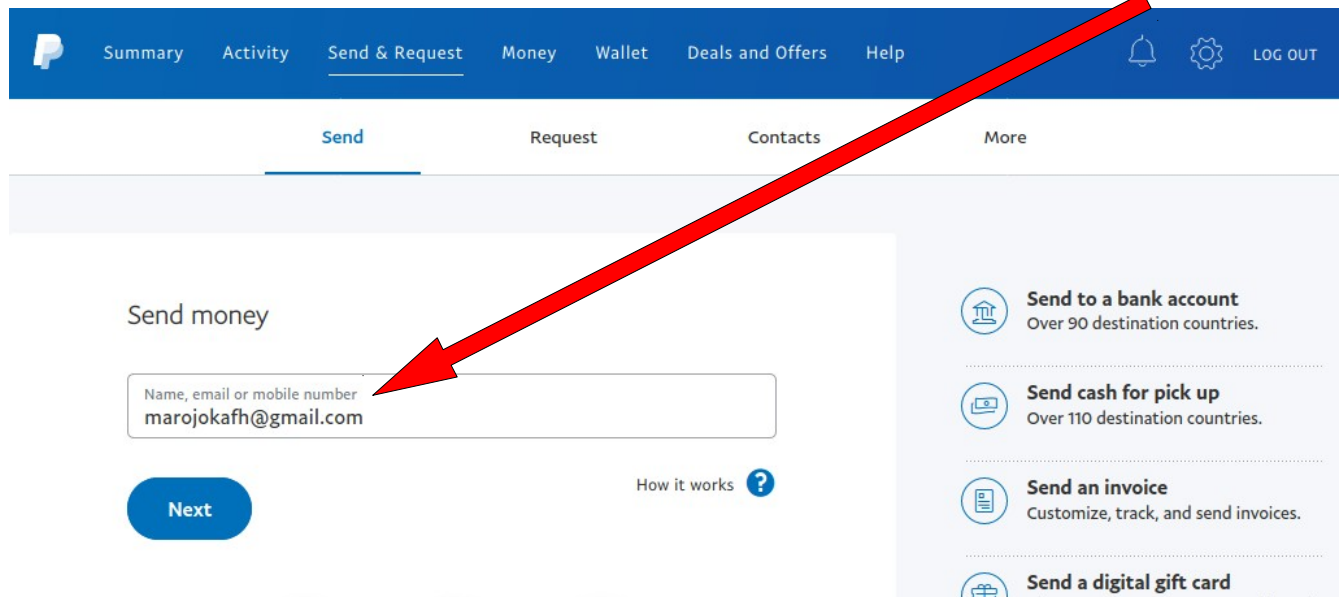 Summary Activity Send & Request Money Wallet Deals and Offers Help LOG OUT
Send Request Contacts More
Send money
Name, email or mobile number
marojokafh@gmail.com
Next
How it works ?
Send to a bank account
Over 90 destination countries.
Send cash for pick up
Over 110 destination countries.
Send an invoice
Customize, track, and send invoices.
Send a digital gift card